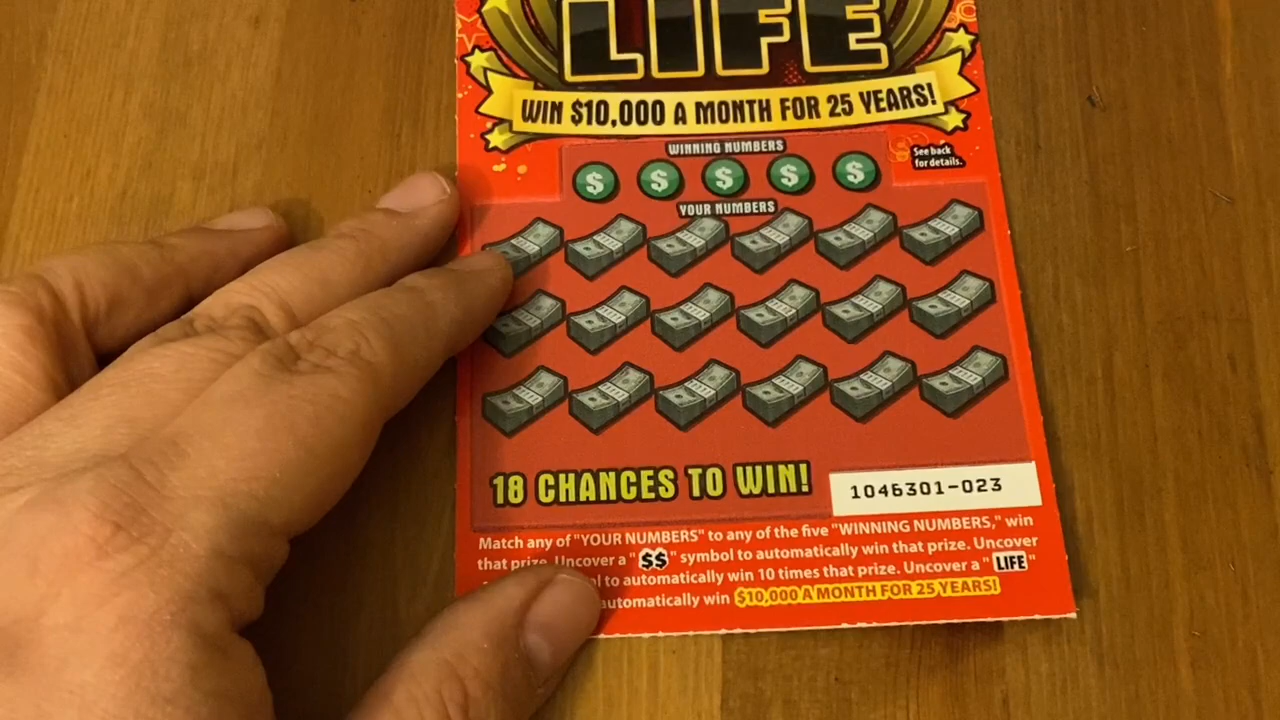 LIFE
WIN $10,000 A MONTH FOR 25 YEARS!
WINNING NUMBERS
See back
for details.
$ $ $ $ $
YOUR NUMBERS
18 CHANCES TO WIN!
1046301-023
Match any of "YOUR NUMBERS" to any of the five "WINNING NUMBERS," win
that prize. Uncover a "$$" symbol to automatically win that prize. Uncover
to automatically win 10 times that prize. Uncover a "LIFE"
automatically win $10,000 A MONTH FOR 25 YEARS!